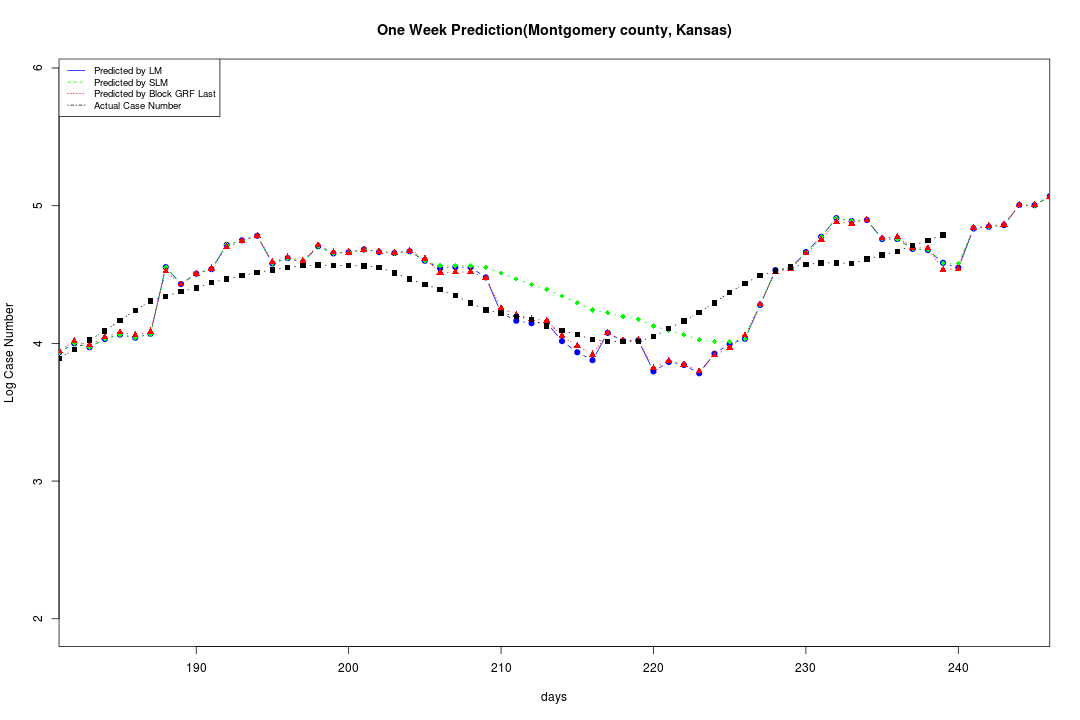 One Week Prediction(Montgomery county, Kansas)
Predicted by LM
Predicted by SLM
Predicted by Block GRF Last
Actual Case Number
6
5
4
3
2
Log Case Number
190 200 210 220 230 240
days